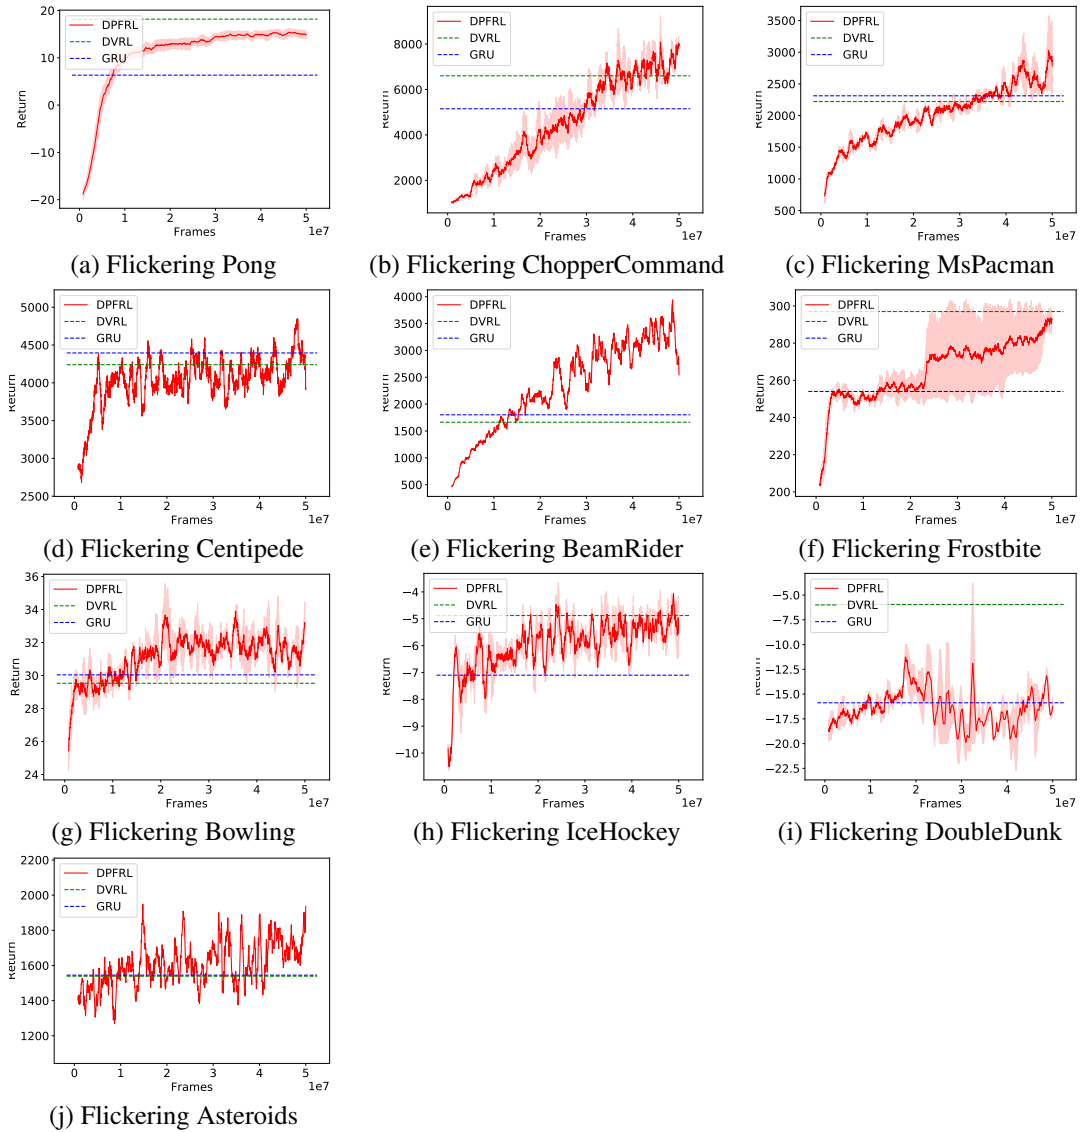 20
10
0
−10
−20
Return
DPFRL
DVRL
GRU
0 1 2 3 4 5
Frames
1e7
(a) Flickering Pong
8000
6000
4000
2000
Return
DPFRL
DVRL
GRU
0 1 2 3 4 5
Frames
1e7
(b) Flickering ChopperCommand
3500
3000
2500
2000
1500
1000
500
Return
DPFRL
DVRL
GRU
0 1 2 3 4 5
Frames
1e7
(c) Flickering MsPacman
5000
4500
4000
3500
3000
2500
Return
DPFRL
DVRL
GRU
0 1 2 3 4 5
Frames
1e7
(d) Flickering Centipede
4000
3500
3000
2500
2000
1500
1000
500
Return
DPFRL
DVRL
GRU
0 1 2 3 4 5
Frames
1e7
(e) Flickering BeamRider
300
280
260
240
220
200
Return
DPFRL
DVRL
GRU
0 1 2 3 4 5
Frames
1e7
(f) Flickering Frostbite
36
34
32
30
28
26
24
Return
DPFRL
DVRL
GRU
0 1 2 3 4 5
Frames
1e7
(g) Flickering Bowling
−4
−5
−6
−7
−8
−9
−10
Return
DPFRL
DVRL
GRU
0 1 2 3 4 5
Frames
1e7
(h) Flickering IceHockey
−5.0
−7.5
−10.0
−12.5
−15.0
−17.5
−20.0
−22.5
Return
DPFRL
DVRL
GRU
0 1 2 3 4 5
Frames
1e7
(i) Flickering DoubleDunk
2200
2000
1800
1600
1400
1200
Return
DPFRL
DVRL
GRU
0 1 2 3 4 5
Frames
1e7
(j) Flickering Asteroids